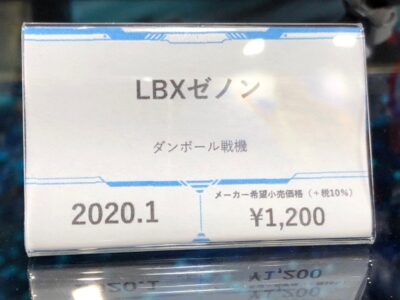 LBXゼノン
ダンボール戦機
2020.1
メーカー希望小売価格（＋税10%）
¥1,200